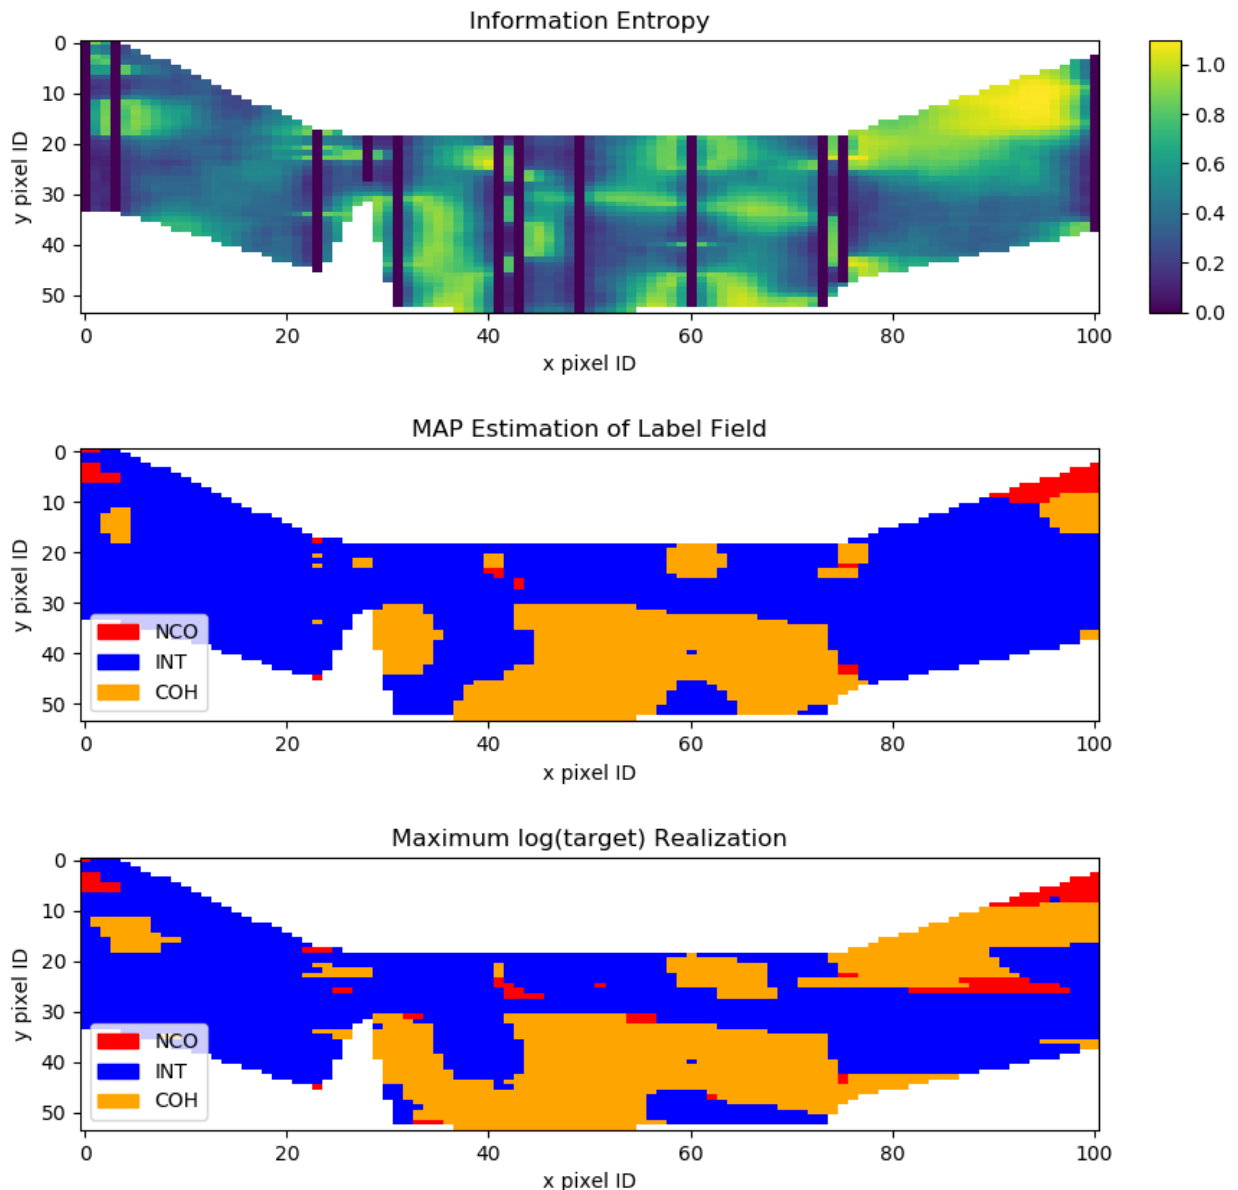 Information Entropy
0
10
20
30
40
50
y pixel ID
0 20 40 60 80 100
x pixel ID
1.0
0.8
0.6
0.4
0.2
0.0
MAP Estimation of Label Field
0
10
20
30
40
50
y pixel ID
NCO
INT
COH
0 20 40 60 80 100
x pixel ID
Maximum log(target) Realization
0
10
20
30
40
50
y pixel ID
NCO
INT
COH
0 20 40 60 80 100
x pixel ID